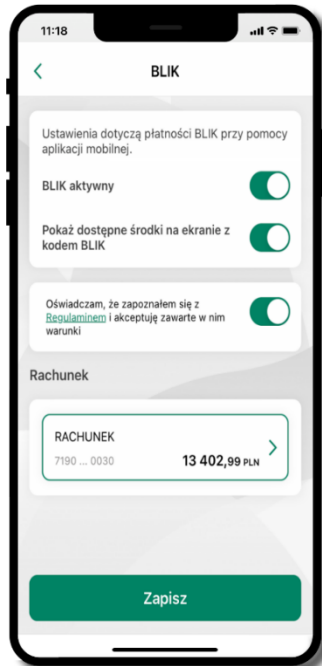 11:18
BLIK
Ustawienia dotyczą płatności BLIK przy pomocy
aplikacji mobilnej.
BLIK aktywny
Pokaż dostępne środki na ekranie z
kodem BLIK
Oświadczam, że zapoznałem się z
Regulaminem i akceptuję zawarte w nim
warunki
Rachunek
RACHUNEK
7190 ... 0030
13 402,99 PLN
Zapisz